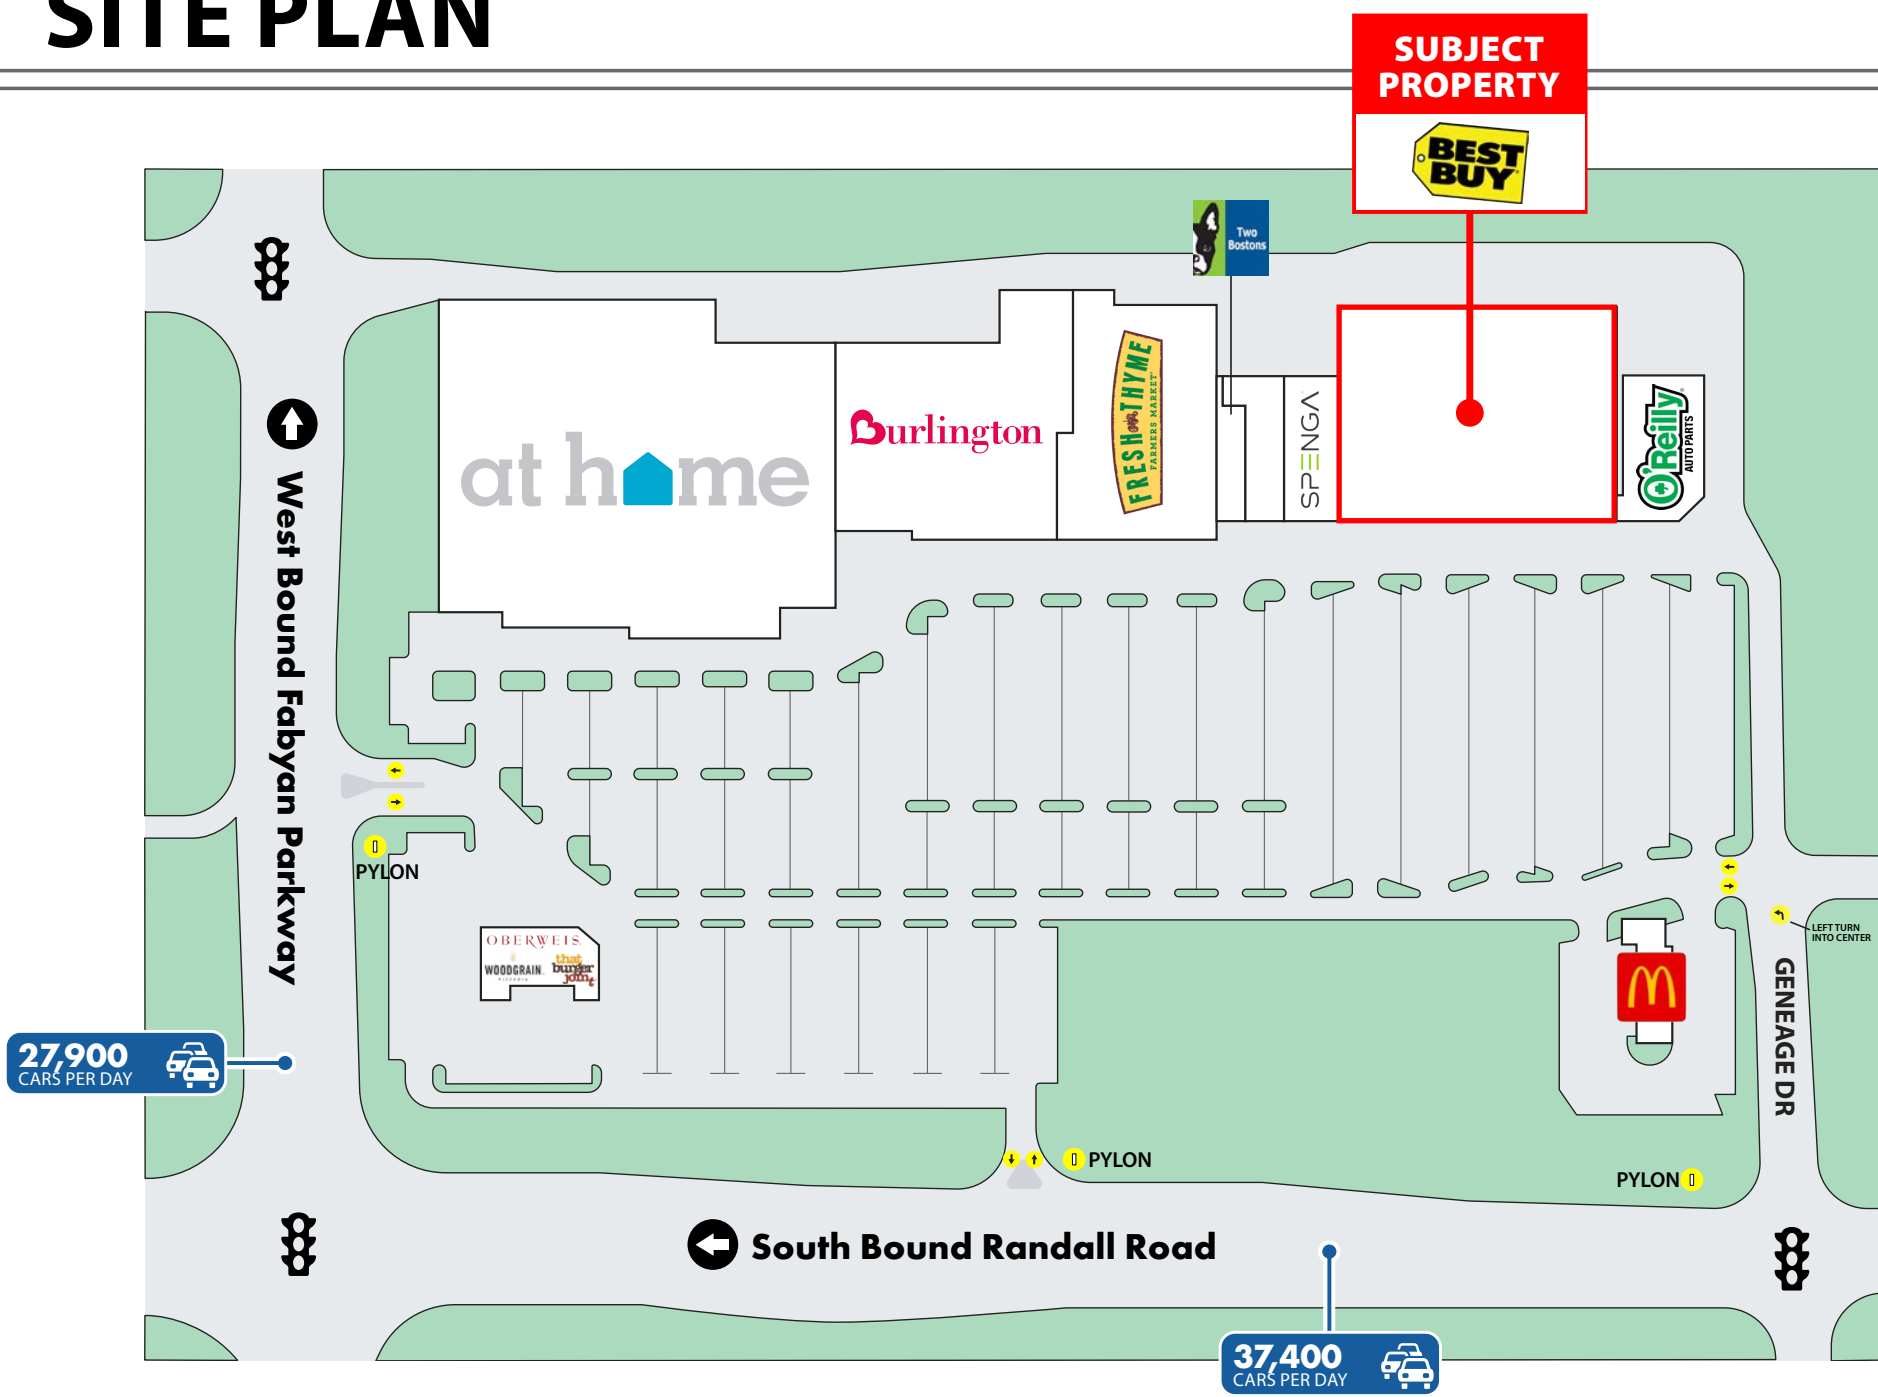 SITE PLAN
SUBJECT
PROPERTY
BEST
BUY
Two
Bostons
at home
Burlington
FRESH THYME
FARMERS MARKET
SPENGA
O'Reilly
AUTO PARTS
West Bound Fabyan Parkway
PYLON
OBERWEIS
WOODGRAIN
that
burger
joint
LEFT TURN
INTO CENTER
GENEAGE DR
27,900
CARS PER DAY
PYLON
PYLON
South Bound Randall Road
37,400
CARS PER DAY